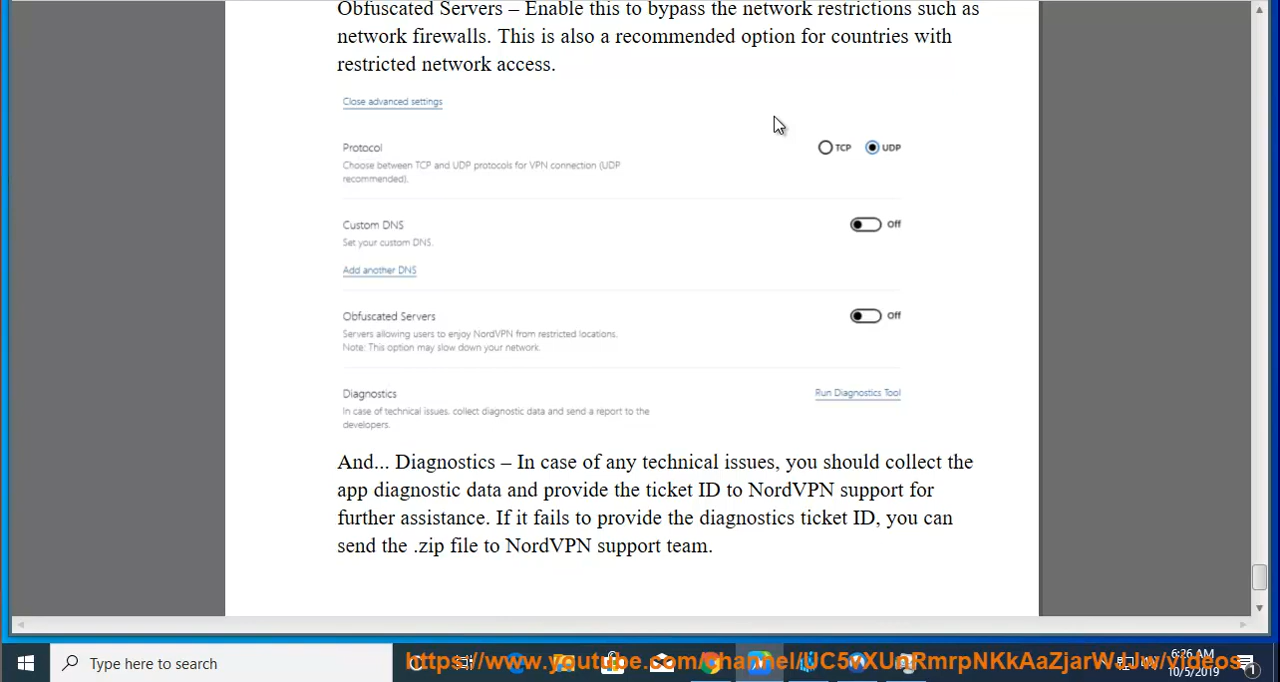 Obfuscated Servers – Enable this to bypass the network restrictions such as
network firewalls. This is also a recommended option for countries with
restricted network access.
Close advanced settings
Protocol
TCP UDP
Choose between TCP and UDP protocols for VPN connection (UDP
recommended).
Custom DNS
Off
Set your custom DNS.
Add another DNS
Obfuscated Servers
Off
Servers allowing users to enjoy NordVPN from restricted locations.
Note: This option may slow down your network.
Diagnostics
Run Diagnostics Tool
In case of technical issues, collect diagnostic data and send a report to the
developers.
And... Diagnostics – In case of any technical issues, you should collect the
app diagnostic data and provide the ticket ID to NordVPN support for
further assistance. If it fails to provide the diagnostics ticket ID, you can
send the .zip file to NordVPN support team.
Type here to search
6:26 AM
10/5/2019
1